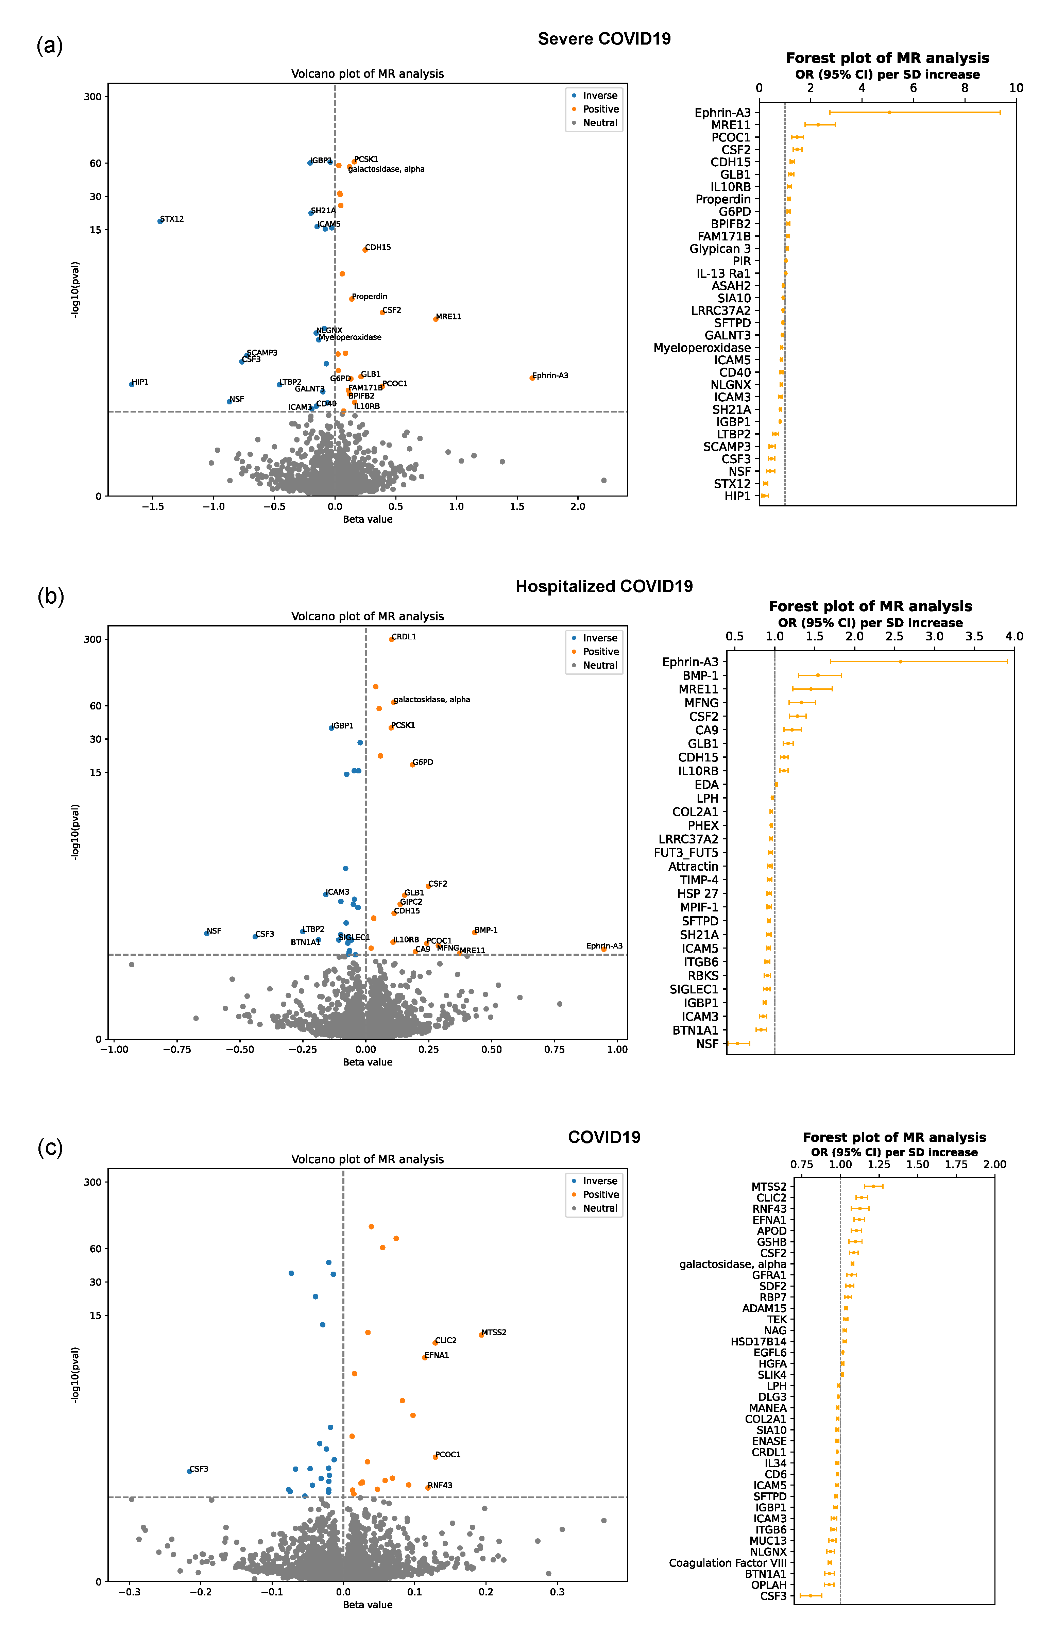 (a)
Severe COVID19
Volcano plot of MR analysis
Inverse
Positive
Neutral
300
60
30
15
0
-log10(pval)
IGBP1
PCSK1
galactosidase, alpha
STX12
SH21A
ICAM5
CDH15
Properdin
CSF2
MRE11
NEGNX
Myeloperoxidase
SCAMP3
CSF3
HIP1
LTBP2
GALNT3
G6PD
GLB1
PCOC1
Ephrin-A3
FAM171B
BPIFB2
NSF
ICAM3
CD40
IL10RB
−1.5
−1.0
−0.5
0.0
0.5
1.0
1.5
2.0
Beta value
Forest plot of MR analysis
OR (95% CI) per SD increase
0 2 4 6 8 10
Ephrin-A3
MRE11
PCOC1
CSF2
CDH15
GLB1
IL10RB
Properdin
G6PD
BPIFB2
FAM171B
Glypican 3
PIR
IL-13 Ra1
ASAH2
SIA10
LRRC37A2
SFTPD
GALNT3
Myeloperoxidase
ICAM5
CD40
NLGNX
ICAM3
SH21A
IGBP1
LTBP2
SCAMP3
CSF3
NSF
STX12
HIP1
(b)
Hospitalized COVID19
Volcano plot of MR analysis
Inverse
Positive
Neutral
300
60
30
15
0
-log10(pval)
CRDL1
galactosidase, alpha
IGBP1
PCSK1
G6PD
CSF2
ICAM3
GLB1
GIPC2
CDH15
NSF
CSF3
LTBP2
BTN1A1
SIGLEC1
BMP-1
IL10RB
PCOC1
CA9
MFNG
MRE11
Ephrin-A3
−1.00
−0.75
−0.50
−0.25
0.00
0.25
0.50
0.75
1.00
Beta value
Forest plot of MR analysis
OR (95% CI) per SD increase
0.5 1.0 1.5 2.0 2.5 3.0 3.5 4.0
Ephrin-A3
BMP-1
MRE11
MFNG
CSF2
CA9
GLB1
CDH15
IL10RB
EDA
LPH
COL2A1
PHEX
LRRC37A2
FUT3_FUT5
Attractin
TIMP-4
HSP 27
MPIF-1
SFTPD
SH21A
ICAM5
ITGB6
RBKS
SIGLEC1
IGBP1
ICAM3
BTN1A1
NSF
(c)
COVID19
Volcano plot of MR analysis
Inverse
Positive
Neutral
300
60
30
15
0
-log10(pval)
MTSS2
CLIC2
EFNA1
PCOC1
CSF3
RNF43
−0.3
−0.2
−0.1
0.0
0.1
0.2
0.3
Beta value
Forest plot of MR analysis
OR (95% CI) per SD increase
0.75 1.00 1.25 1.50 1.75 2.00
MTSS2
CLIC2
RNF43
EFNA1
APOD
GSHB
CSF2
galactosidase, alpha
GFRA1
SDF2
RBP7
ADAM15
TEK
NAG
HSD17B14
EGFL6
HGFA
SLIK4
LPH
DLG3
MANEA
COL2A1
SIA10
ENASE
CRDL1
IL34
CD6
ICAM5
SFTPD
IGBP1
ICAM3
ITGB6
MUC13
NLGNX
Coagulation Factor VIII
BTN1A1
OPLAH
CSF3